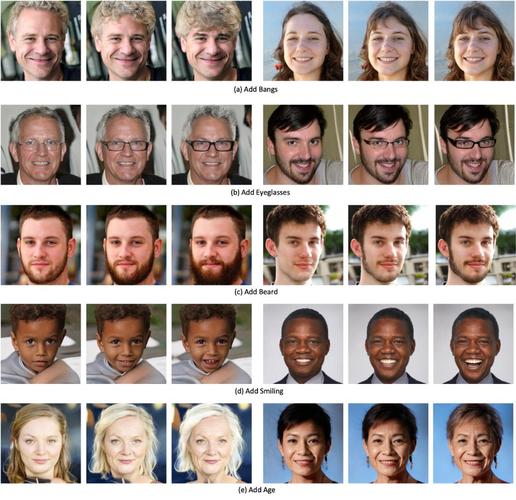 (a) Add Bangs
(b) Add Eyeglasses
(c) Add Beard
(d) Add Smiling
(e) Add Age